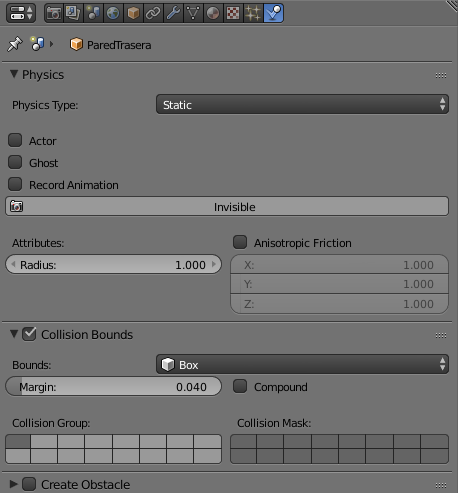 ParedTrasera
Physics
Physics Type: Static
Actor
Ghost
Record Animation
Invisible
Attributes: Anisotropic Friction
Radius: 1.000 X: 1.000
Y: 1.000
Z: 1.000
Collision Bounds
Bounds: Box
Margin: 0.040 Compound
Collision Group: Collision Mask:
Create Obstacle